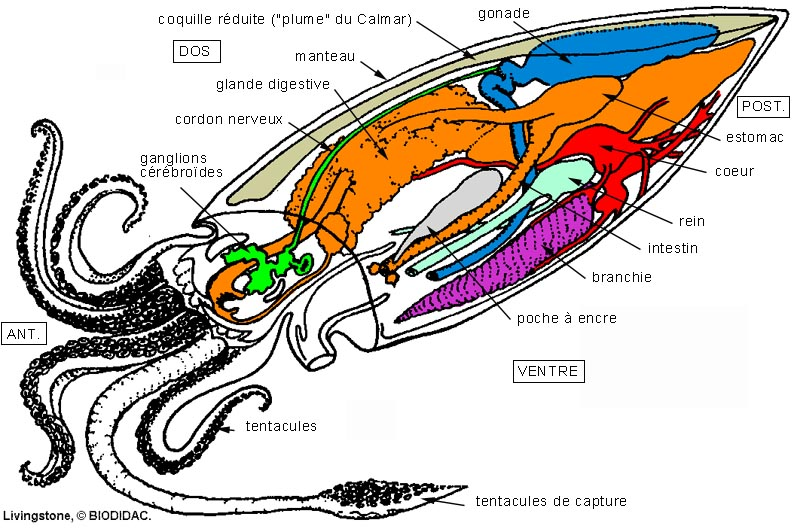 gonade
coquille réduite ("plume" du Calmar)
DOS
manteau
glande digestive
POST.
cordon nerveux
estomac
ganglions
cérébroïdes
coeur
rein
intestin
branchie
poche à encre
ANT.
VENTRE
tentacules
tentacules de capture
Livingstone, © BIODIDAC.